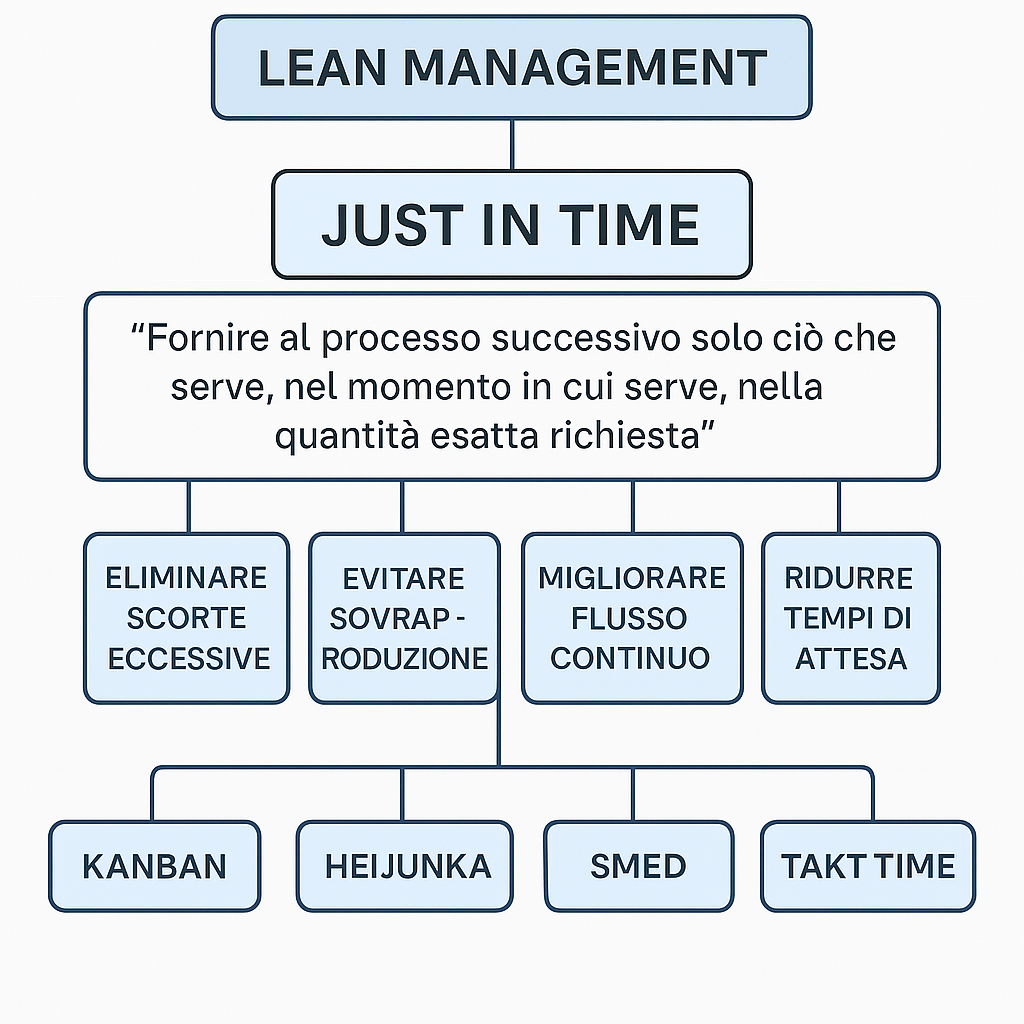 LEAN MANAGEMENT
JUST IN TIME
“Fornire al processo successivo solo ciò che
serve, nel momento in cui serve, nella
quantità esatta richiesta”
ELIMINARE
SCORTE
ECCESSIVE
EVITARE
SOVRAP-
RODUZIONE
MIGLIORARE
FLUSSO
CONTINUO
RIDURRE
TEMPI DI
ATTESA
KANBAN
HEIJUNKA
SMED
TAKT TIME